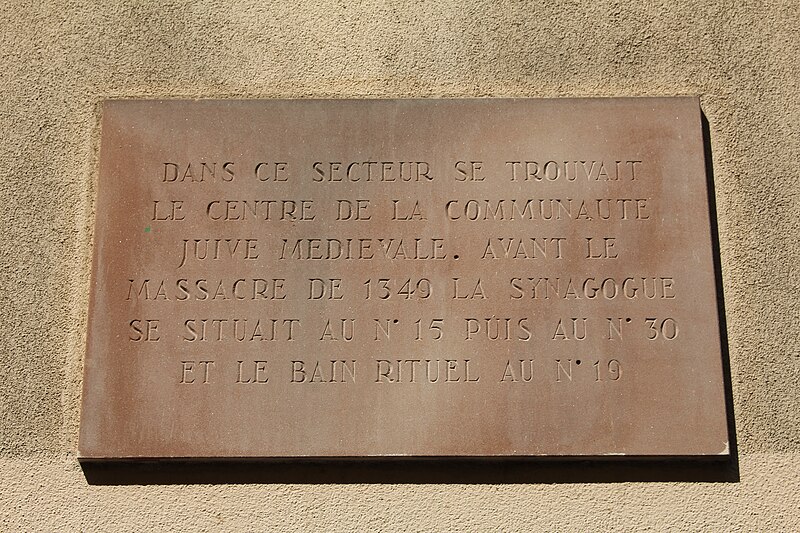 DANS CE SECTEUR SE TROUVAIT
LE CENTRE DE LA COMMUNAUTE
JUIVE MEDIEVALE. AVANT LE
MASSACRE DE 1349 LA SYNAGOGUE
SE SITUAIT AU N° 15 PUIS AU N° 30
ET LE BAIN RITUEL AU N° 19